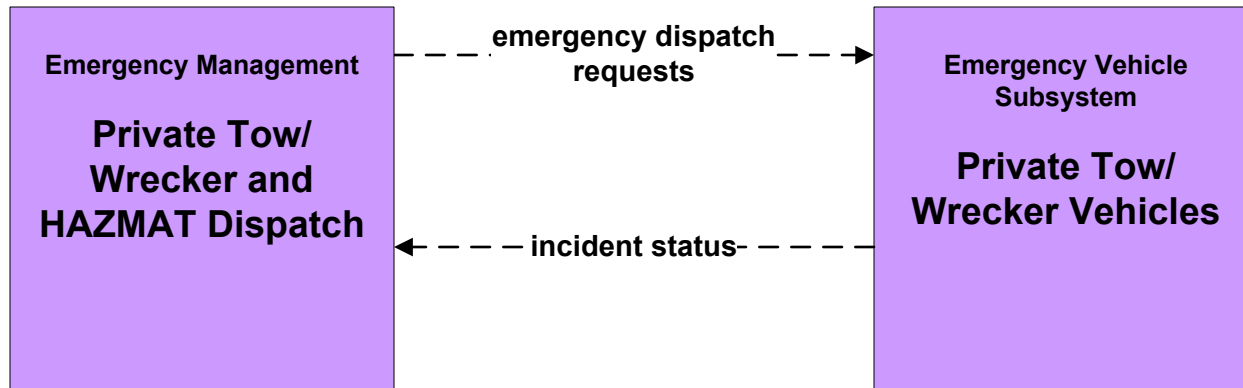 Emergency Management
Private Tow/
Wrecker and
HAZMAT Dispatch
emergency dispatch
requests
incident status
Emergency Vehicle
Subsystem
Private Tow/
Wrecker Vehicles